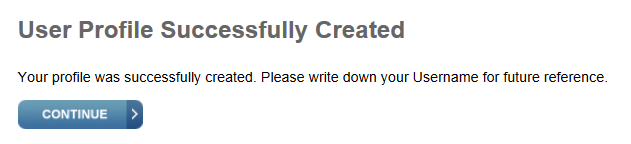 User Profile Successfully Created
Your profile was successfully created. Please write down your Username for future reference.
CONTINUE